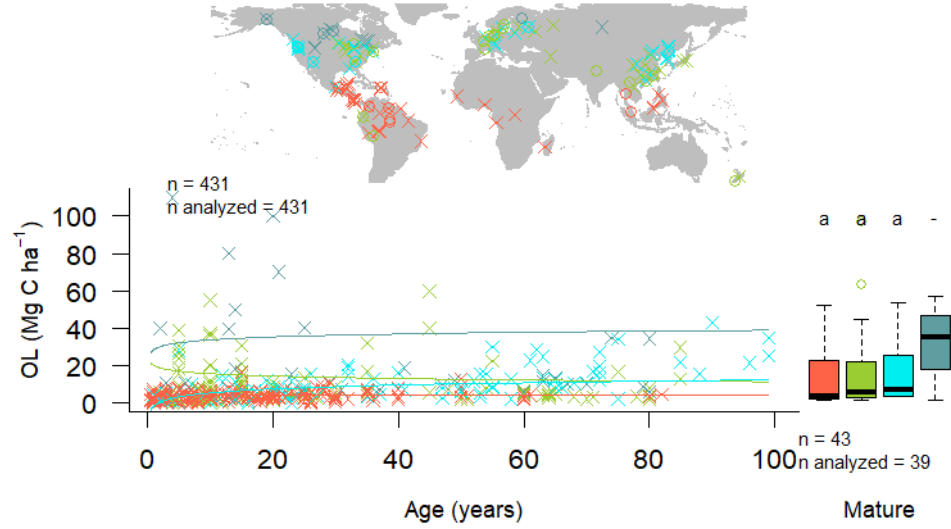 n = 431
n analyzed = 431
OL (Mg C ha⁻¹)
100
80
60
40
20
0
a a a -
0 20 40 60 80 100
n = 43
n analyzed = 39
Age (years) Mature